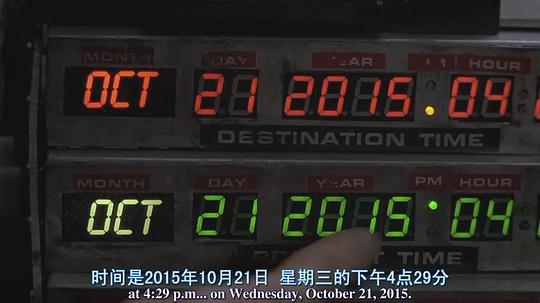 MONTH DAY YEAR HOUR
OCT 21 2015 04
DESTINATION TIME
MONTH DAY YEAR PM HOUR
OCT 21 2015 04
TIME
时间是2015年10月21日 星期三的下午4点29分
at 4:29 p.m... on Wednesday, October 21, 2015.